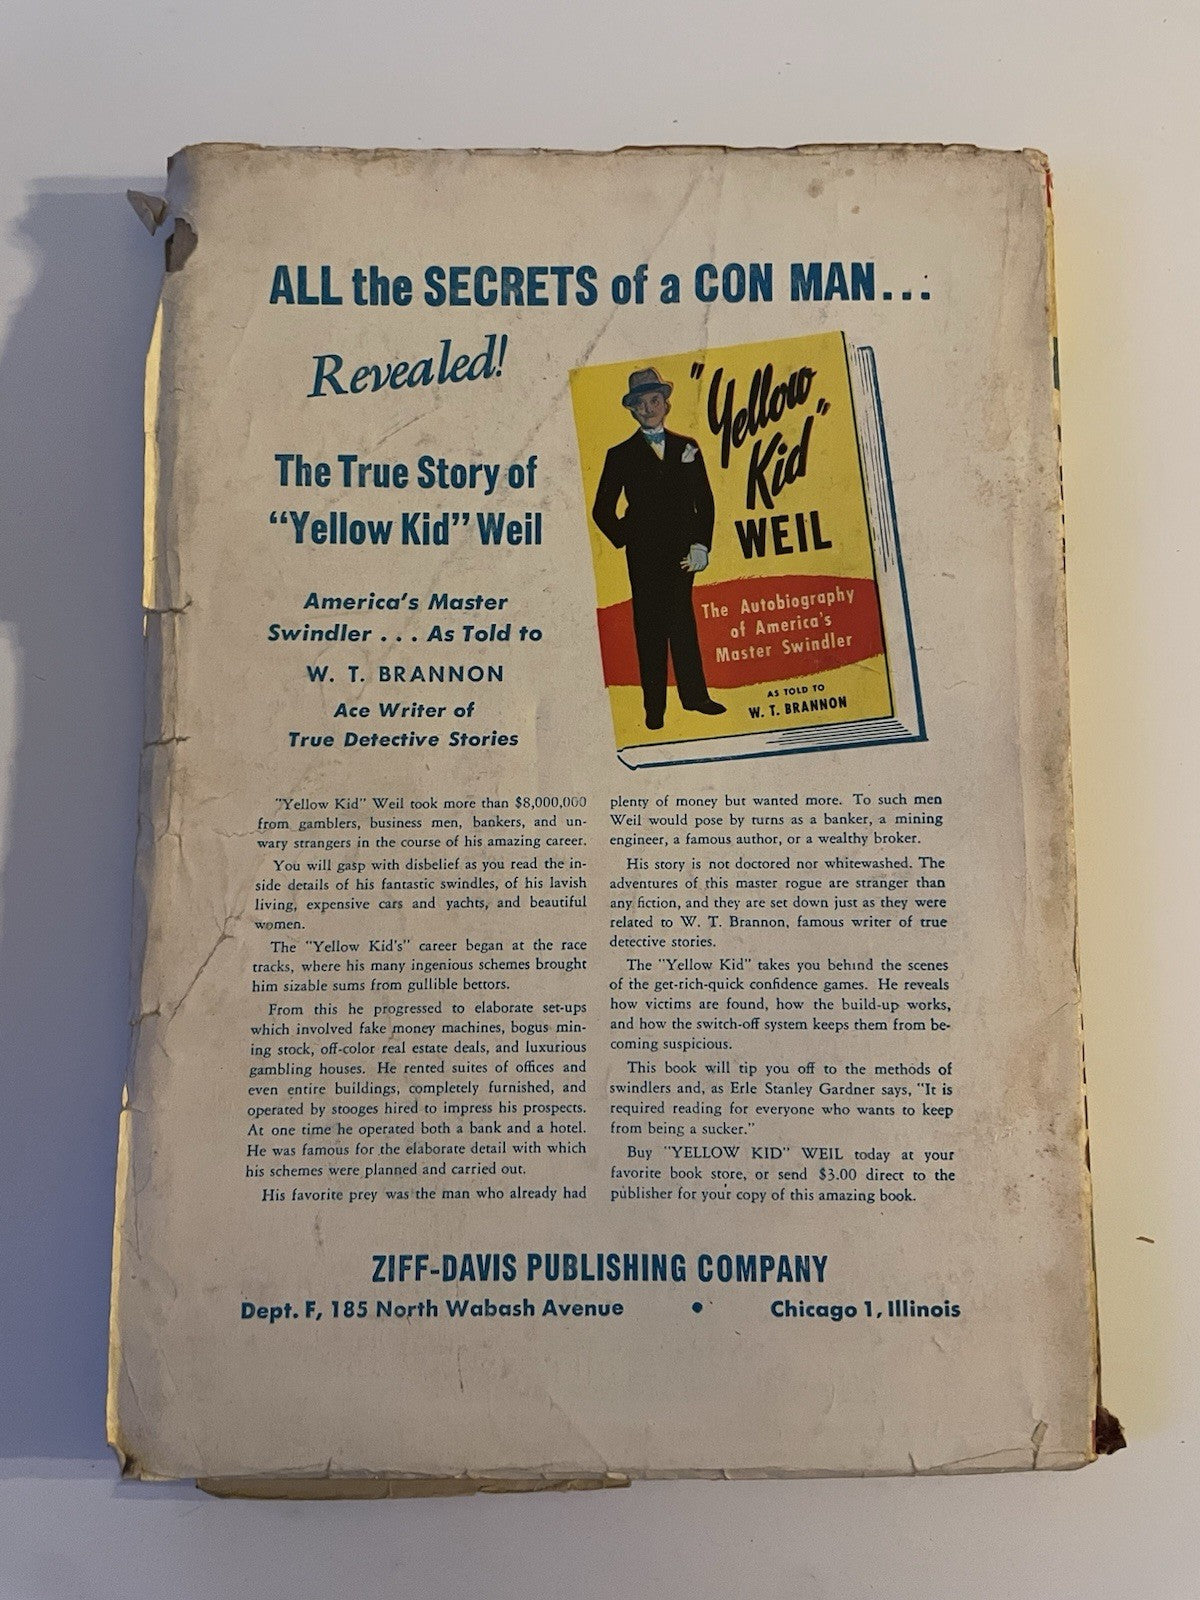 ALL the SECRETS of a CON MAN...
Revealed!
The True Story of
"Yellow Kid" Weil
America's Master
Swindler . . . As Told to
W. T. BRANNON
Ace Writer of
True Detective Stories
"Yellow
Kid"
WEIL
The Autobiography
of America's
Master Swindler
AS TOLD TO
W. T. BRANNON
"Yellow Kid" Weil took more than $8,000,000
from gamblers, business men, bankers, and un-
wary strangers in the course of his amazing career.
You will gasp with disbelief as you read the in-
side details of his fantastic swindles, of his lavish
living, expensive cars and yachts, and beautiful
women.
The "Yellow Kid's" career began at the race
tracks, where his many ingenious schemes brought
him sizable sums from gullible bettors.
From this he progressed to elaborate set-ups
which involved fake money machines, bogus min-
ing stock, off-color real estate deals, and luxurious
gambling houses. He rented suites of offices and
even entire buildings, completely furnished, and
operated by stooges hired to impress his prospects.
At one time he operated both a bank and a hotel.
He was famous for the elaborate detail with which
his schemes were planned and carried out.
His favorite prey was the man who already had
plenty of money but wanted more. To such men
Weil would pose by turns as a banker, a mining
engineer, a famous author, or a wealthy broker.
His story is not doctored nor whitewashed. The
adventures of this master rogue are stranger than
any fiction, and they are set down just as they were
related to W. T. Brannon, famous writer of true
detective stories.
The "Yellow Kid" takes you behind the scenes
of the get-rich-quick confidence games. He reveals
how victims are found, how the build-up works,
and how the switch-off system keeps them from be-
coming suspicious.
This book will tip you off to the methods of
swindlers and, as Erle Stanley Gardner says, "It is
required reading for everyone who wants to keep
from being a sucker."
Buy "YELLOW KID" WEIL today at your
favorite book store, or send $3.00 direct to the
publisher for your copy of this amazing book.
ZIFF-DAVIS PUBLISHING COMPANY
Dept. F, 185 North Wabash Avenue • Chicago 1, Illinois